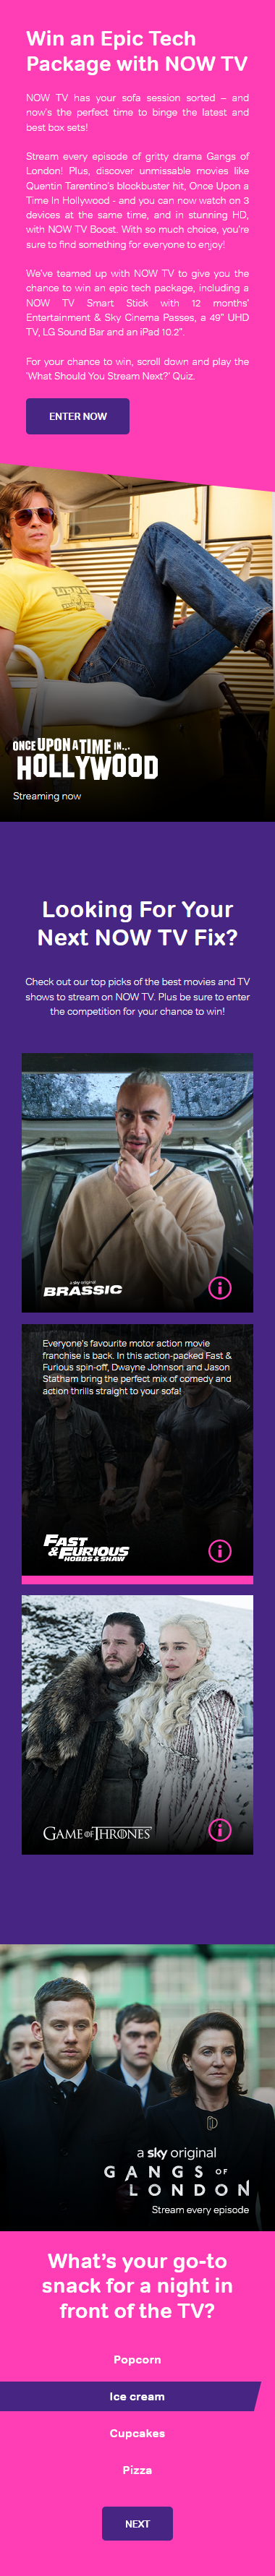 Win an Epic Tech
Package with NOW TV
NOW TV has your sofa session sorted – and
now's the perfect time to binge the latest and
best box sets!
Stream every episode of gritty drama Gangs of
London! Plus, discover unmissable movies like
Quentin Tarentino's blockbuster hit, Once Upon a
Time In Hollywood - and you can now watch on 3
devices at the same time, and in stunning HD,
with NOW TV Boost. With so much choice, you're
sure to find something for everyone to enjoy!
We've teamed up with NOW TV to give you the
chance to win an epic tech package, including a
NOW TV Smart Stick with 12 months'
Entertainment & Sky Cinema Passes, a 49" UHD
TV, LG Sound Bar and an iPad 10.2".
For your chance to win, scroll down and play the
'What Should You Stream Next?' Quiz.
ENTER NOW
ONCE UPON A TIME IN...
HOLLYWOOD
Streaming now
Looking For Your
Next NOW TV Fix?
Check out our top picks of the best movies and TV
shows to stream on NOW TV. Plus be sure to enter
the competition for your chance to win!
a sky original
BRASSIC
Everyone's favourite motor action movie
franchise is back. In this action-packed Fast &
Furious spin-off, Dwayne Johnson and Jason
Statham bring the perfect mix of comedy and
action thrills straight to your sofa!
FAST
& FURIOUS
HOBBS & SHAW
GAME OF THRONES
a sky original
GANGS OF
LONDON
Stream every episode
What's your go-to
snack for a night in
front of the TV?
Popcorn
Ice cream
Cupcakes
Pizza
NEXT